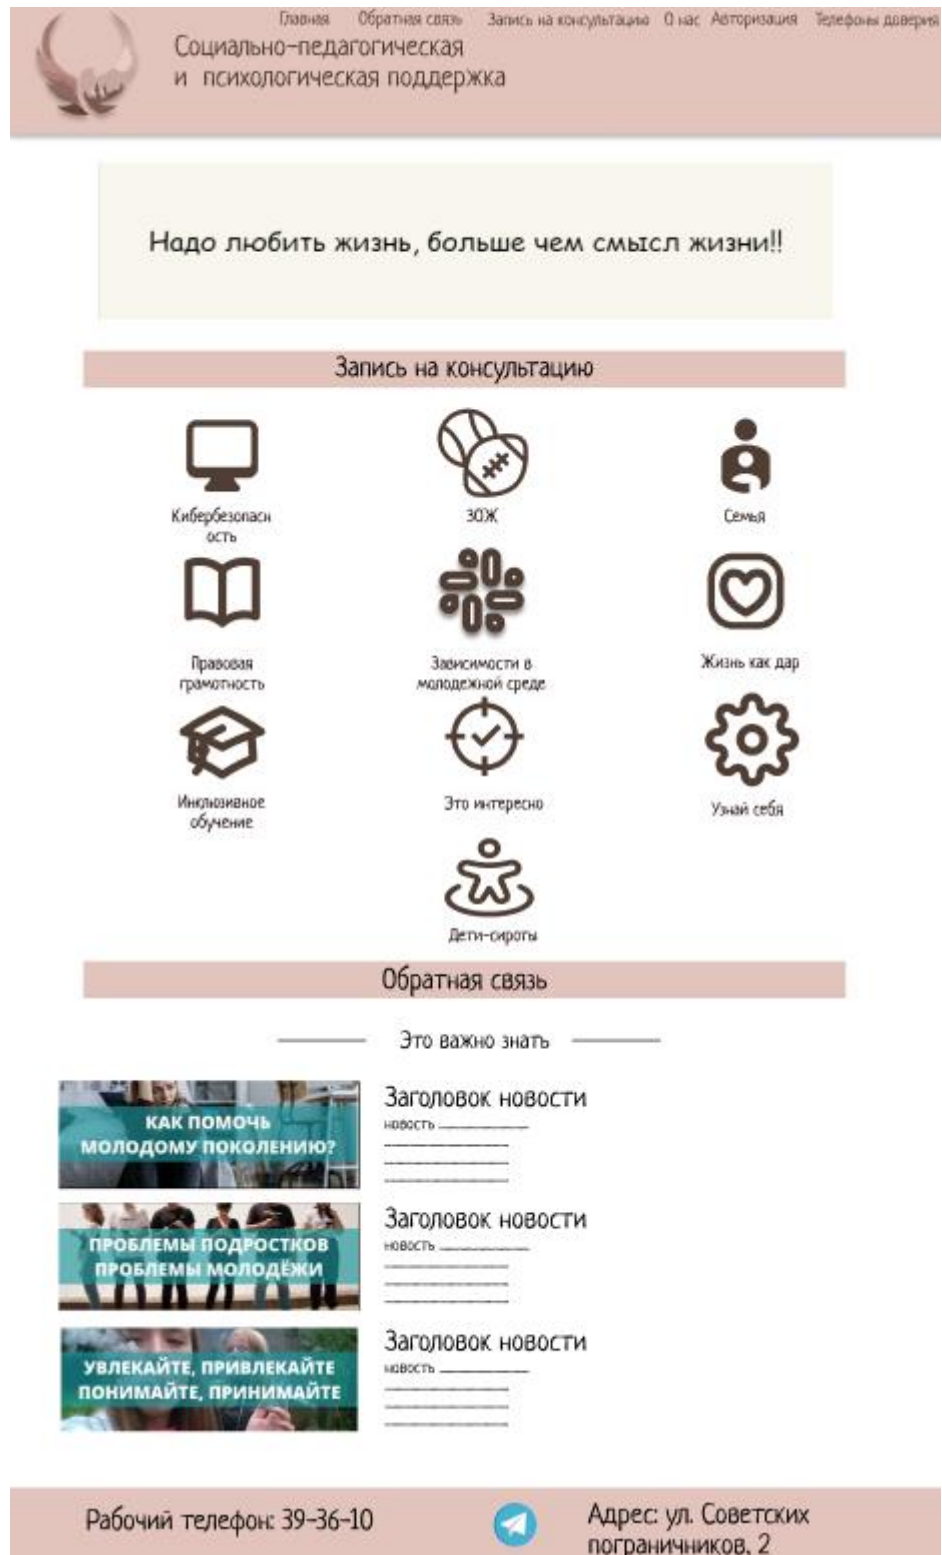 Главная Обратная связь Запись на консультацию О нас Авторизация Телефоны доверия
Социально-педагогическая
и психологическая поддержка
Надо любить жизнь, больше чем смысл жизни!!
Запись на консультацию
Кибербезопасн
ость
ЗОЖ
Семья
Правовая
грамотность
Зависимости в
молодежной среде
Жизнь как дар
Инклюзивное
обучение
Это интересно
Узнай себя
Дети-сироты
Обратная связь
Это важно знать
КАК ПОМОЧЬ
МОЛОДОМУ ПОКОЛЕНИЮ?
Заголовок новости
новость
ПРОБЛЕМЫ ПОДРОСТКОВ
ПРОБЛЕМЫ МОЛОДЁЖИ
Заголовок новости
новость
УВЛЕКАЙТЕ, ПРИВЛЕКАЙТЕ
ПОНИМАЙТЕ, ПРИНИМАЙТЕ
Заголовок новости
новость
Рабочий телефон: 39-36-10
Адрес: ул. Советских
пограничников, 2